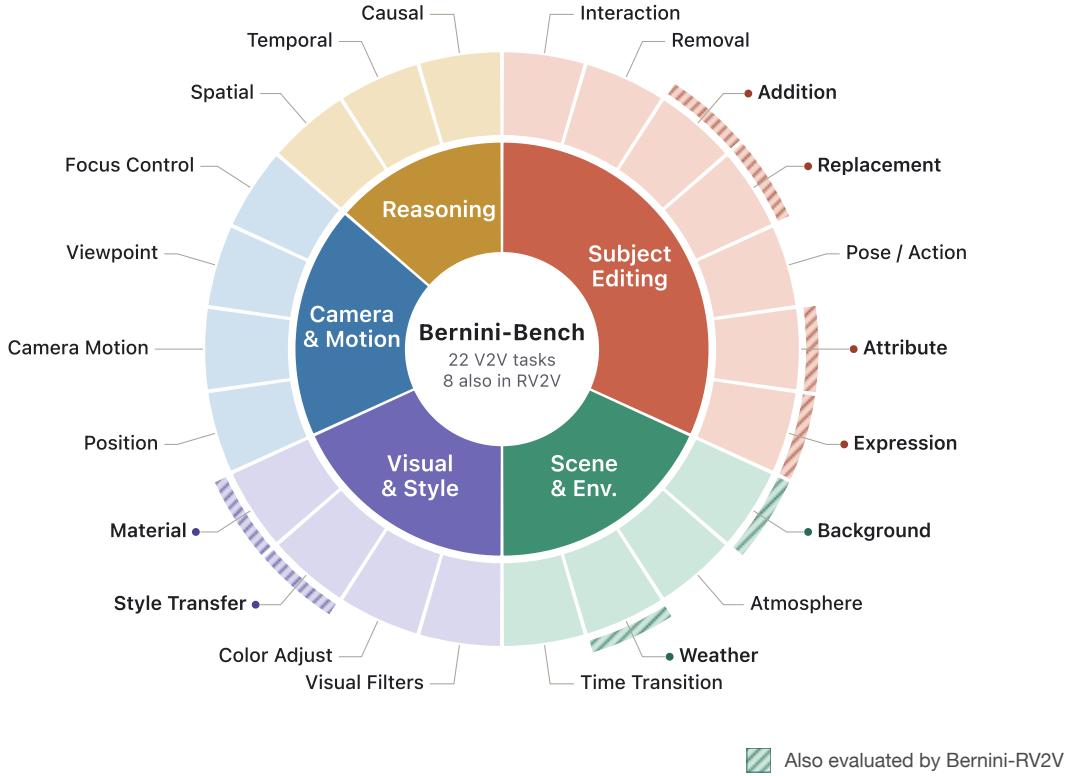 Causal
Interaction
Temporal
Removal
Spatial
Addition
Focus Control
Replacement
Reasoning
Viewpoint
Subject
Editing
Pose / Action
Camera
& Motion
Bernini-Bench
22 V2V tasks
8 also in RV2V
Camera Motion
Attribute
Position
Expression
Visual
& Style
Scene
& Env.
Material
Background
Style Transfer
Atmosphere
Color Adjust
Weather
Visual Filters
Time Transition
Also evaluated by Bernini-RV2V